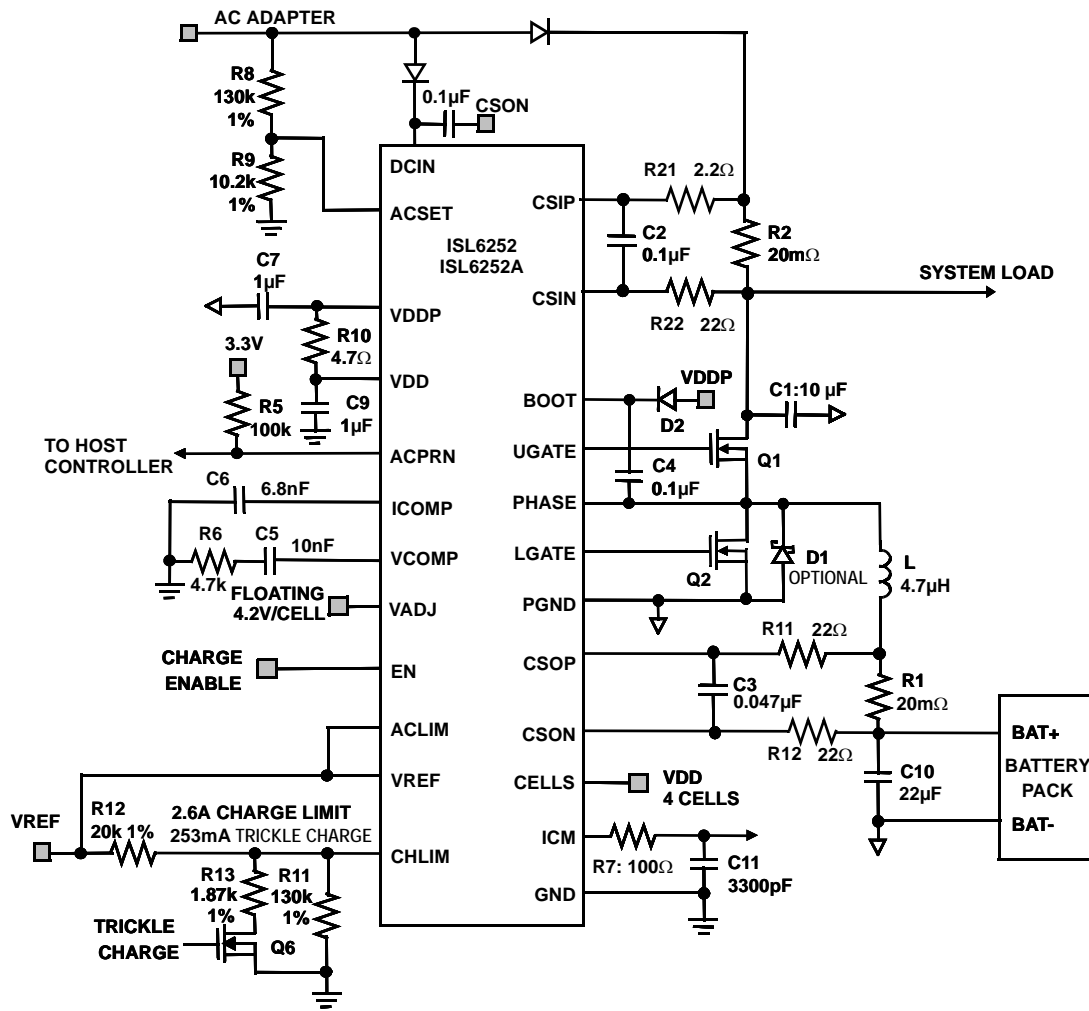 AC ADAPTER
R8
130k
1%
0.1µF
CSON
R9
10.2k
1%
DCIN
ACSET
ISL6252
ISL6252A
CSIP
R21 2.2Ω
C2
0.1µF
R2
20mΩ
CSIN
R22 22Ω
SYSTEM LOAD
C7
1µF
VDDP
R10
4.7Ω
3.3V
VDD
C9
1µF
R5
100k
TO HOST
CONTROLLER
ACPRN
BOOT
VDDP
D2
C1:10 µF
UGATE
Q1
C4
0.1µF
C6
6.8nF
ICOMP
PHASE
R6
4.7k
C5
10nF
VCOMP
LGATE
Q2
D1
OPTIONAL
L
4.7µH
FLOATING
4.2V/CELL
VADJ
PGND
R11 22Ω
CHARGE
ENABLE
EN
CSOP
C3
0.047µF
R1
20mΩ
ACLIM
CSON
R12 22Ω
BAT+
BATTERY
PACK
BAT-
VREF
CELLS
VDD
4 CELLS
C10
22µF
VREF
R12
20k 1%
2.6A CHARGE LIMIT
253mA TRICKLE CHARGE
CHLIM
ICM
R7: 100Ω
C11
3300pF
R13
1.87k
1%
R11
130k
1%
GND
TRICKLE
CHARGE
Q6